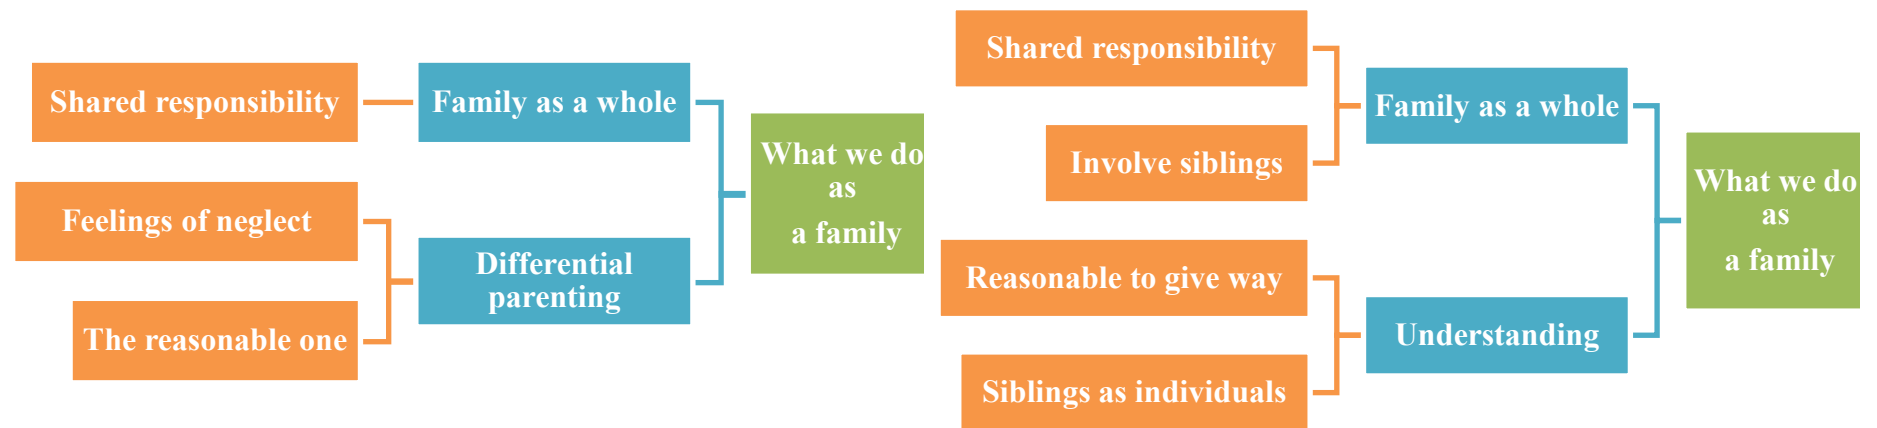 Shared responsibility
Family as a whole
Feelings of neglect
The reasonable one
Differential
parenting
What we do
as
a family
Shared responsibility
Involve siblings
Family as a whole
Reasonable to give way
Siblings as individuals
Understanding
What we do
as
a family